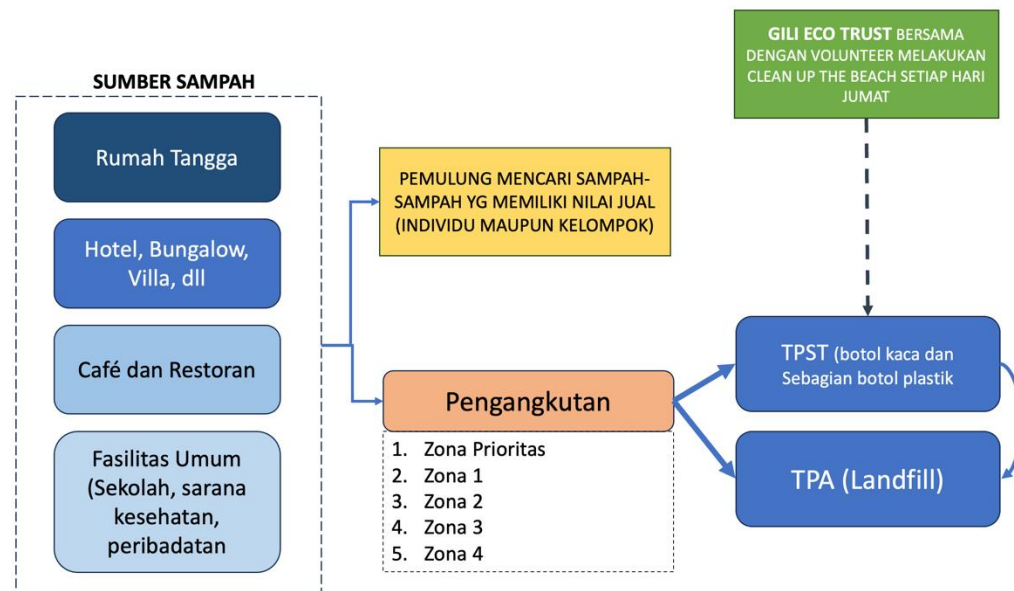 SUMBER SAMPAH
Rumah Tangga
Hotel, Bungalow,
Villa, dll
Café dan Restoran
Fasilitas Umum
(Sekolah, sarana
kesehatan,
peribadatan
PEMULUNG MENCARI SAMPAH-
SAMPAH YG MEMILIKI NILAI JUAL
(INDIVIDU MAUPUN KELOMPOK)
Pengangkutan
1. Zona Prioritas
2. Zona 1
3. Zona 2
4. Zona 3
5. Zona 4
GILI ECO TRUST BERSAMA
DENGAN VOLUNTEER MELAKUKAN
CLEAN UP THE BEACH SETIAP HARI
JUMAT
TPST (botol kaca dan
Sebagian botol plastik
TPA (Landfill)